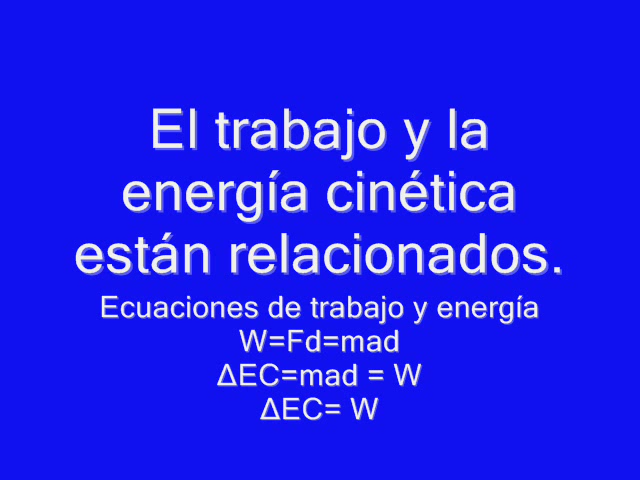 El trabajo y la
energía cinética
están relacionados.
Ecuaciones de trabajo y energía
W=Fd=mad
ΔEC=mad = W
ΔEC= W